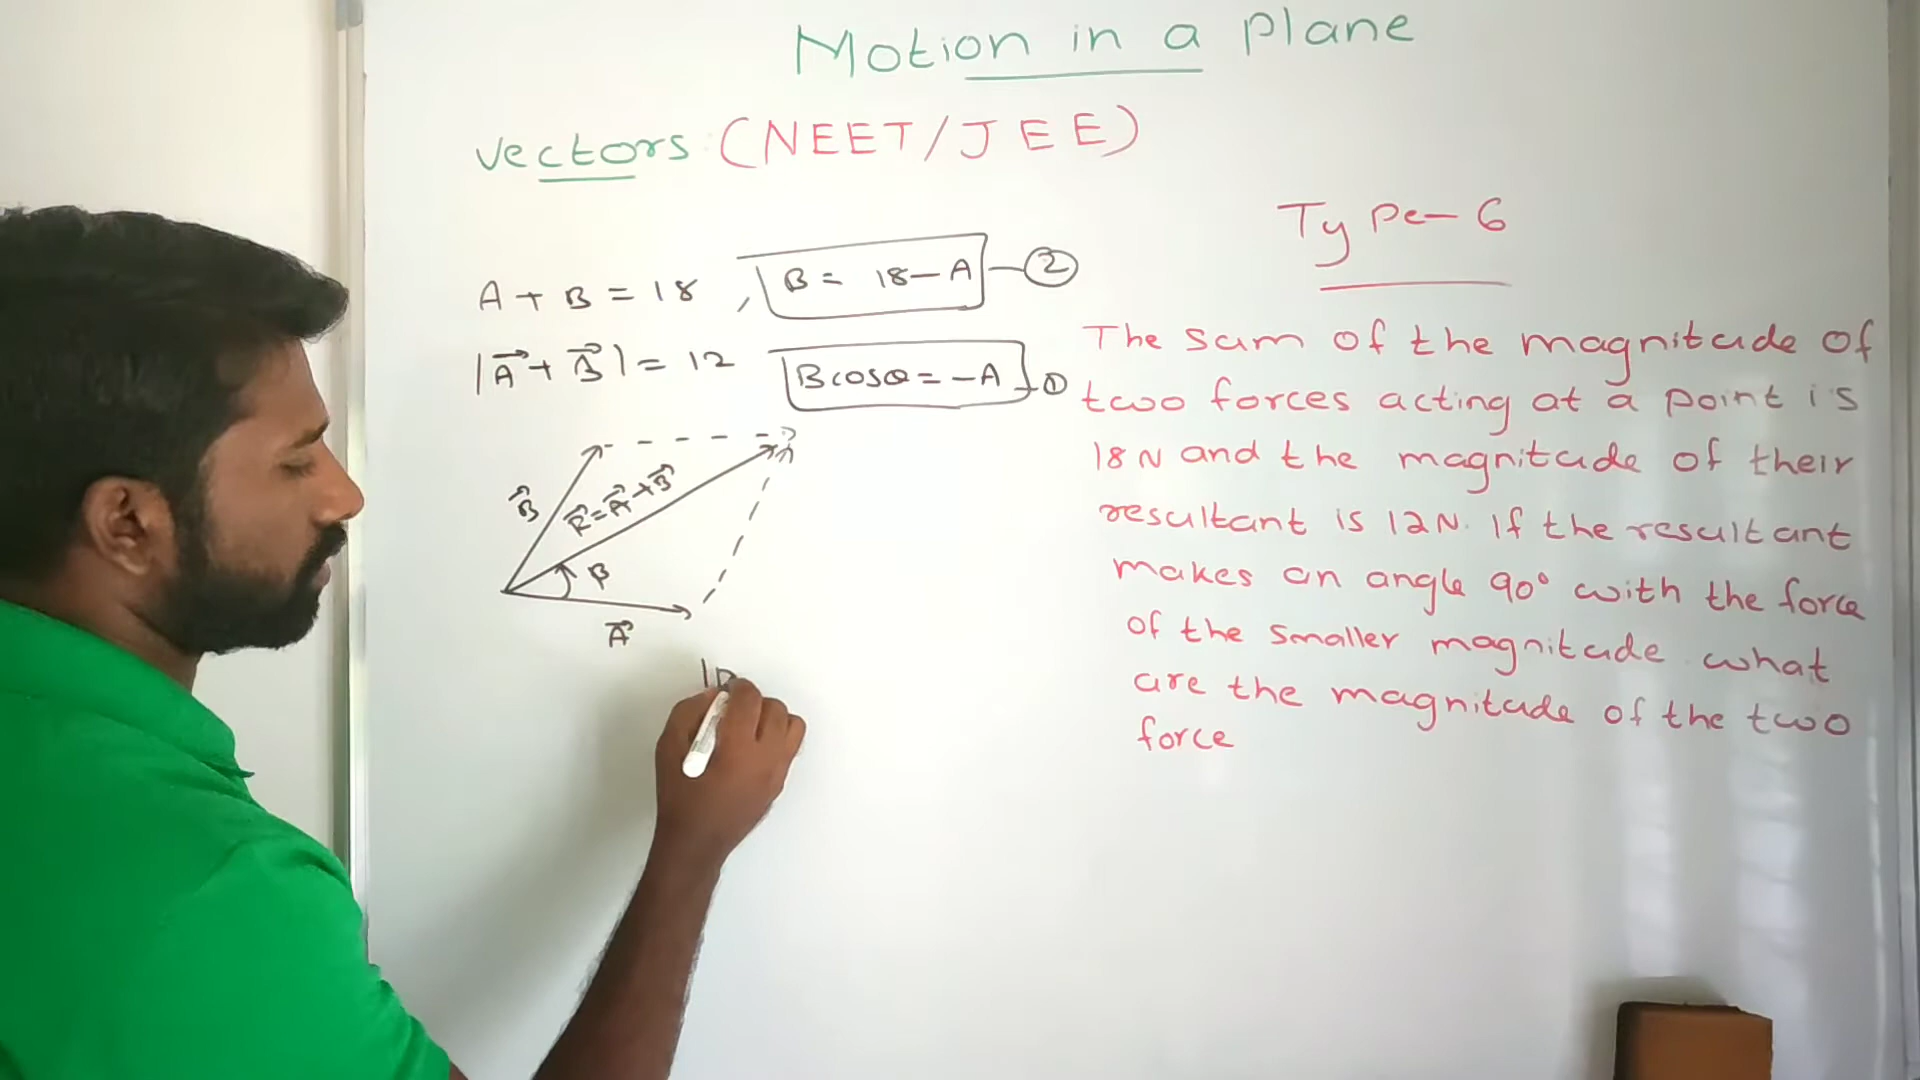 Motion in a plane
vectors (NEET/JEE)
Type-6
A + B = 18 , B = 18-A ②
|A⃗ + B⃗| = 12 Bcosθ = -A ①
The sum of the magnitude of
two forces acting at a point is
18 N and the magnitude of their
resultant is 12N. If the resultant
makes an angle 90° with the force
of the smaller magnitude. what
are the magnitude of the two
force
B⃗
R⃗ = A⃗ + B⃗
β
A⃗